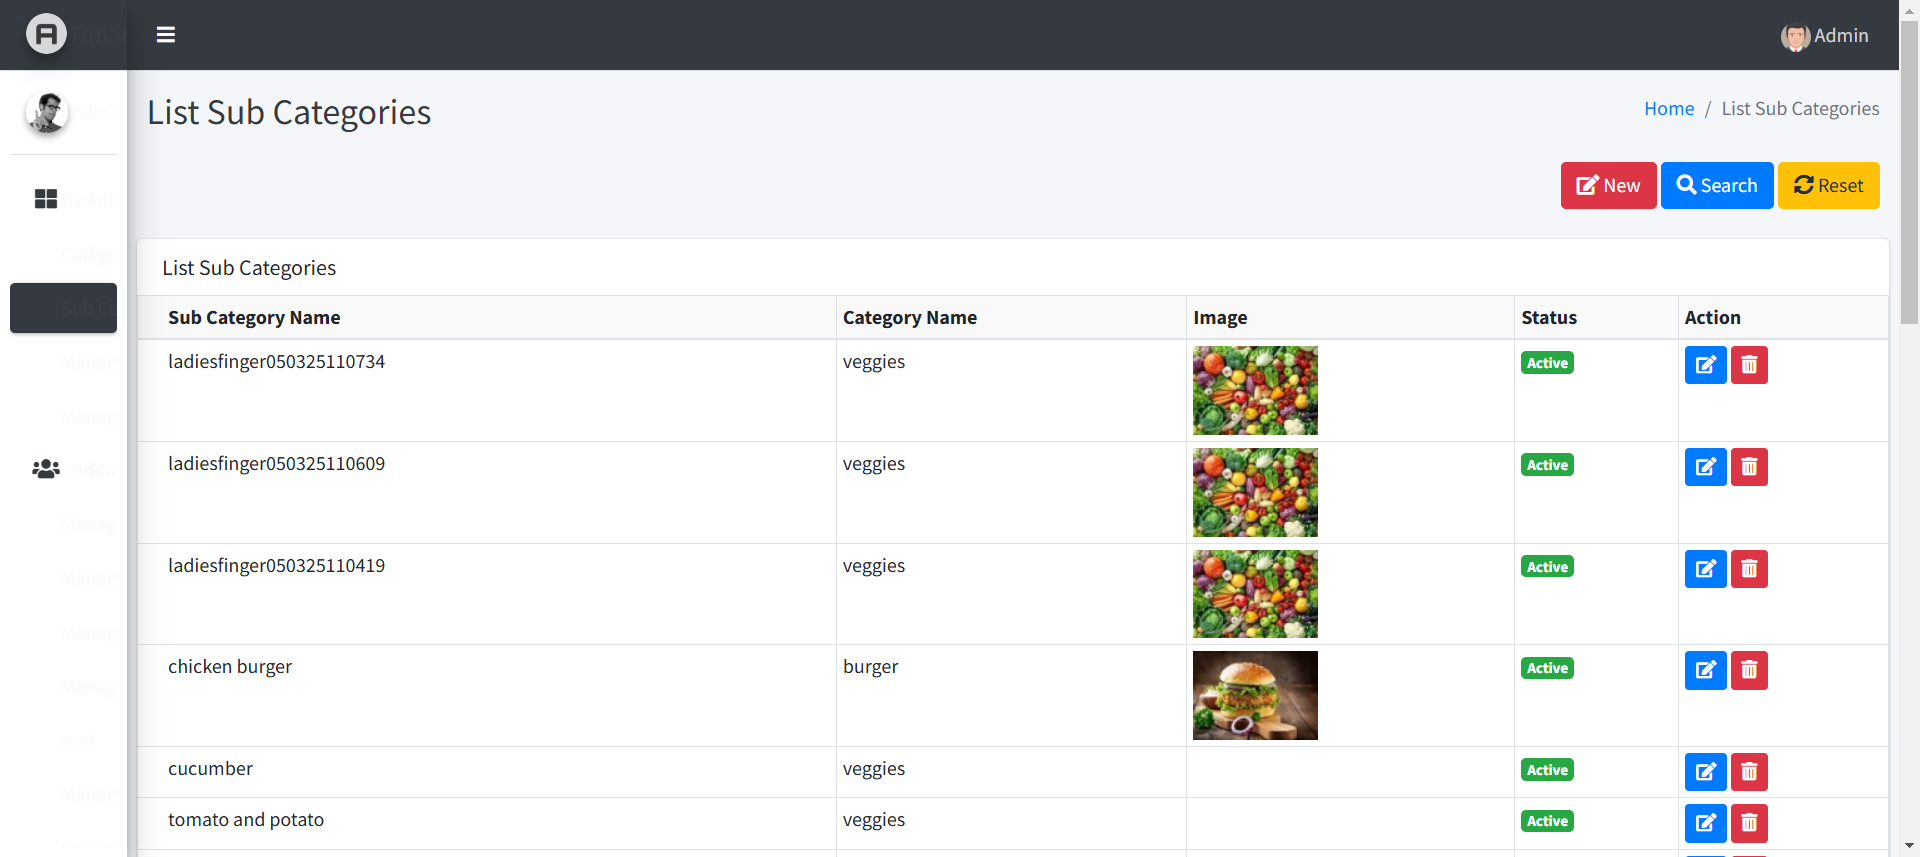 Admin
List Sub Categories
Home / List Sub Categories
New Search Reset
List Sub Categories
Sub Category Name Category Name Image Status Action
ladiesfinger050325110734 veggies Active
ladiesfinger050325110609 veggies Active
ladiesfinger050325110419 veggies Active
chicken burger burger Active
cucumber veggies Active
tomato and potato veggies Active